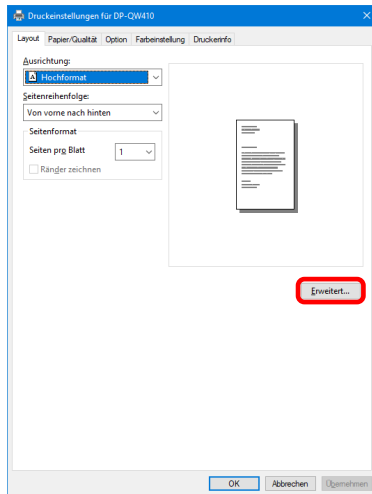 Druckeinstellungen für DP-QW410
Layout Papier/Qualität Option Farbeinstellung Druckerinfo
Ausrichtung:
Hochformat
Seitenreihenfolge:
Von vorne nach hinten
Seitenformat
Seiten pro Blatt 1
Ränder zeichnen
Erweitert...
OK Abbrechen Übernehmen